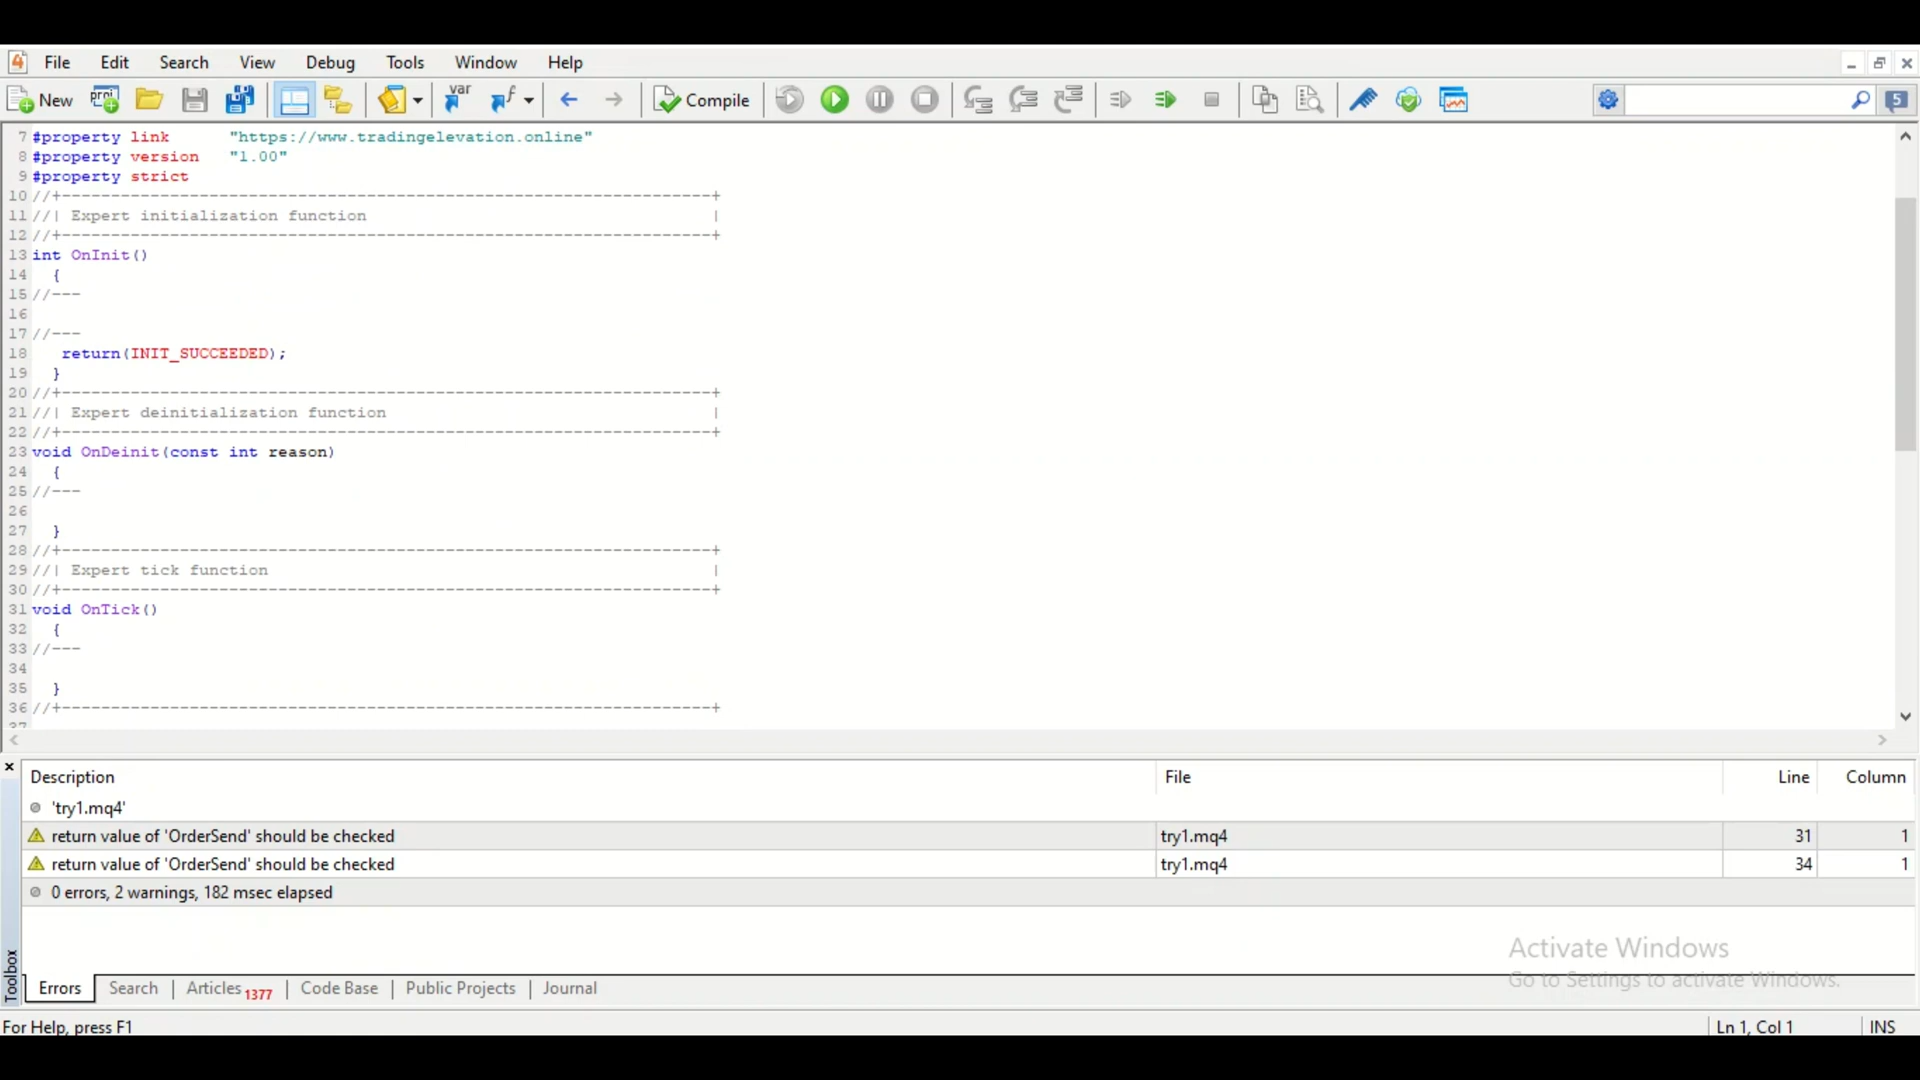 File Edit Search View Debug Tools Window Help
New Compile 5
7 #property link "https://www.tradingelevation.online"
8 #property version "1.00"
9 #property strict
10 //+------------------------------------------------------------------+
11 //| Expert initialization function |
12 //+------------------------------------------------------------------+
13 int OnInit()
14 {
15 //---
16
17 //---
18 return(INIT_SUCCEEDED);
19 }
20 //+------------------------------------------------------------------+
21 //| Expert deinitialization function |
22 //+------------------------------------------------------------------+
23 void OnDeinit(const int reason)
24 {
25 //---
26
27 }
28 //+------------------------------------------------------------------+
29 //| Expert tick function |
30 //+------------------------------------------------------------------+
31 void OnTick()
32 {
33 //---
34
35 }
36 //+------------------------------------------------------------------+
37
Description File Line Column
'try1.mq4'
return value of 'OrderSend' should be checked try1.mq4 31 1
return value of 'OrderSend' should be checked try1.mq4 34 1
0 errors, 2 warnings, 182 msec elapsed
Activate Windows
Go to Settings to activate Windows.
Toolbox
Errors Search Articles 1377 Code Base Public Projects Journal
For Help, press F1 Ln 1, Col 1 INS